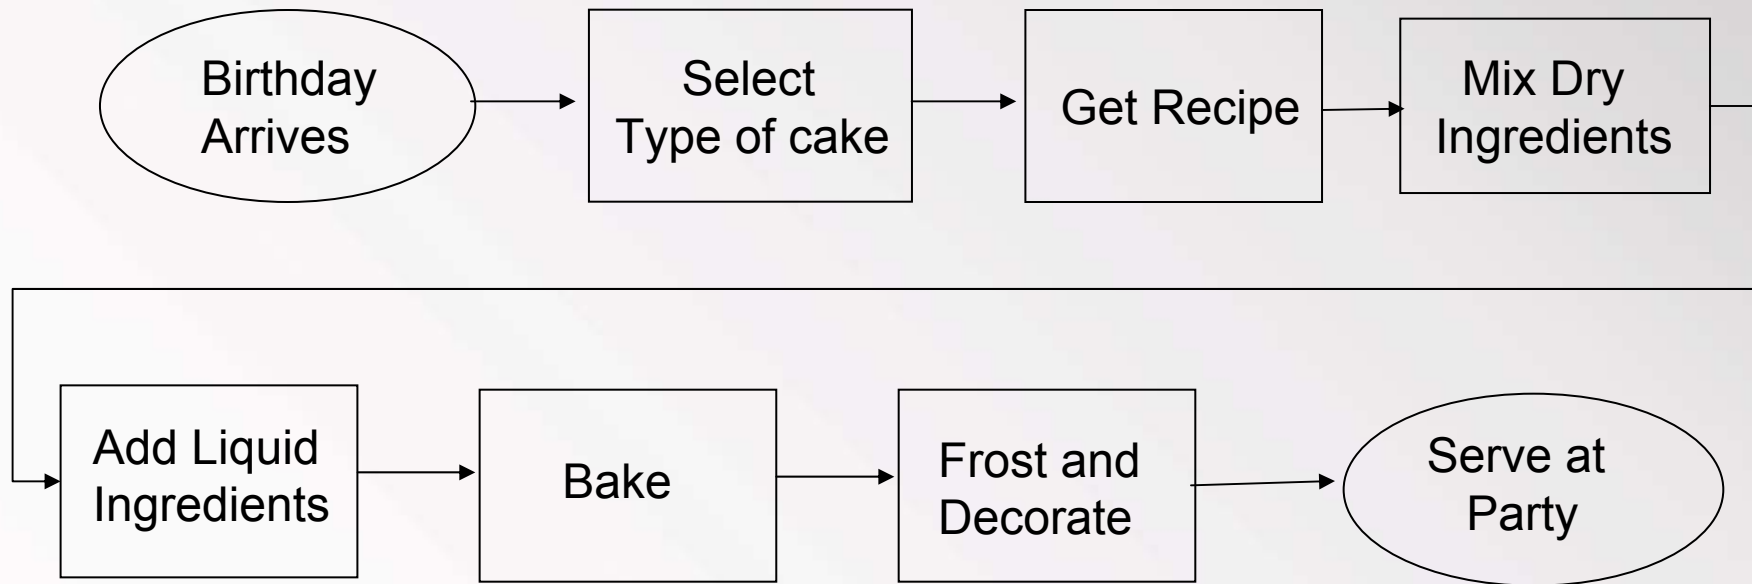 Birthday
Arrives
Select
Type of cake
Get Recipe
Mix Dry
Ingredients
Add Liquid
Ingredients
Bake
Frost and
Decorate
Serve at
Party